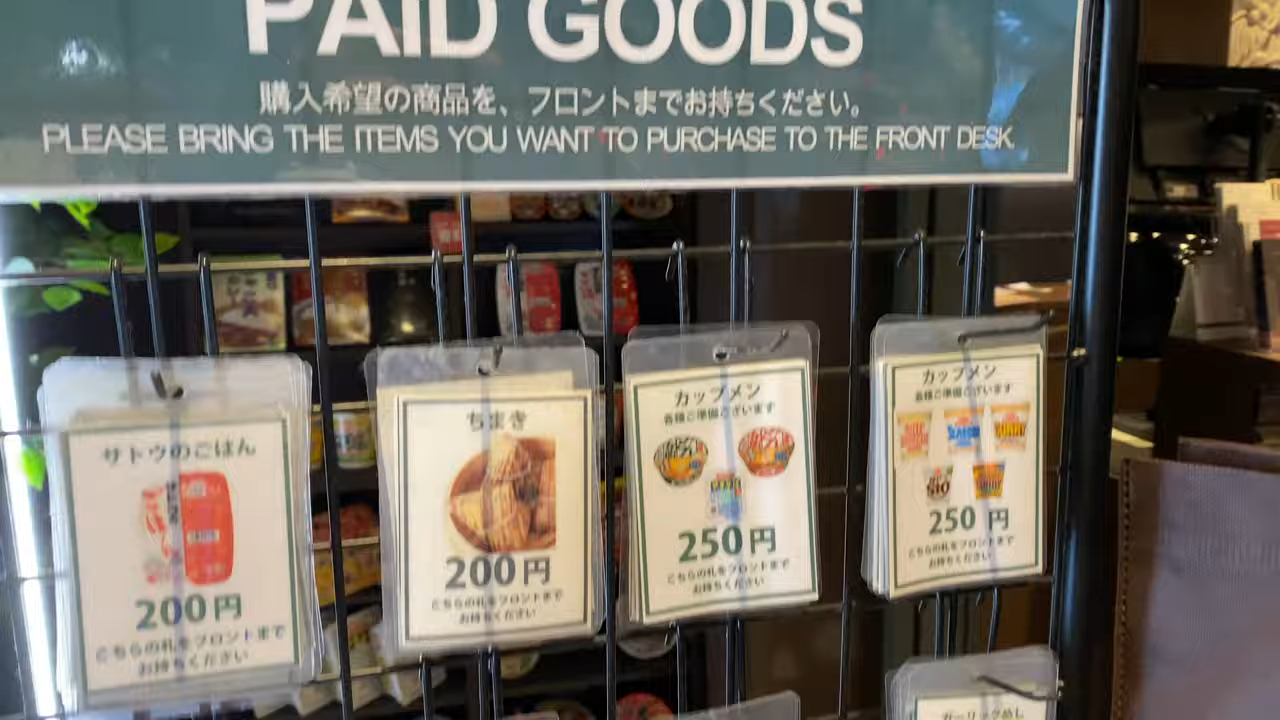 PAID GOODS
購入希望の商品を、フロントまでお持ちください。
PLEASE BRING THE ITEMS YOU WANT TO PURCHASE TO THE FRONT DESK.
サトウのごはん
200円
こちらの札をフロントまで
お持ちください
ちまき
200円
こちらの札をフロントまで
お持ちください
カップメン
各種ご準備ございます
250円
こちらの札をフロントまで
お持ちください
カップメン
各種ご準備ございます
250円
こちらの札をフロントまで
お持ちください
ガーリックめし